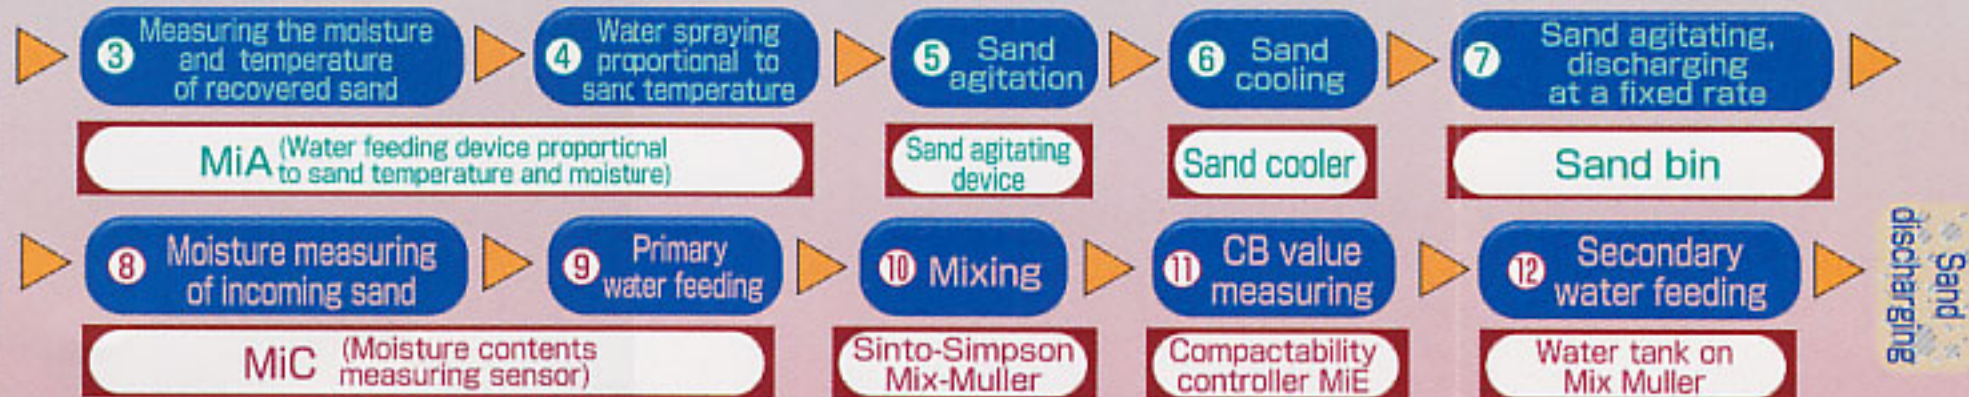 ③ Measuring the moisture
and temperature
of recovered sand
④ Water spraying
proportional to
sand temperature
⑤ Sand
agitation
⑥ Sand
cooling
⑦ Sand agitating,
discharging
at a fixed rate
MiA (Water feeding device proportional
to sand temperature and moisture)
Sand agitating
device
Sand cooler
Sand bin
⑧ Moisture measuring
of incoming sand
⑨ Primary
water feeding
⑩ Mixing
⑪ CB value
measuring
⑫ Secondary
water feeding
Sand
discharging
MiC (Moisture contents
measuring sensor)
Sinto-Simpson
Mix-Muller
Compactability
controller MiE
Water tank on
Mix Muller